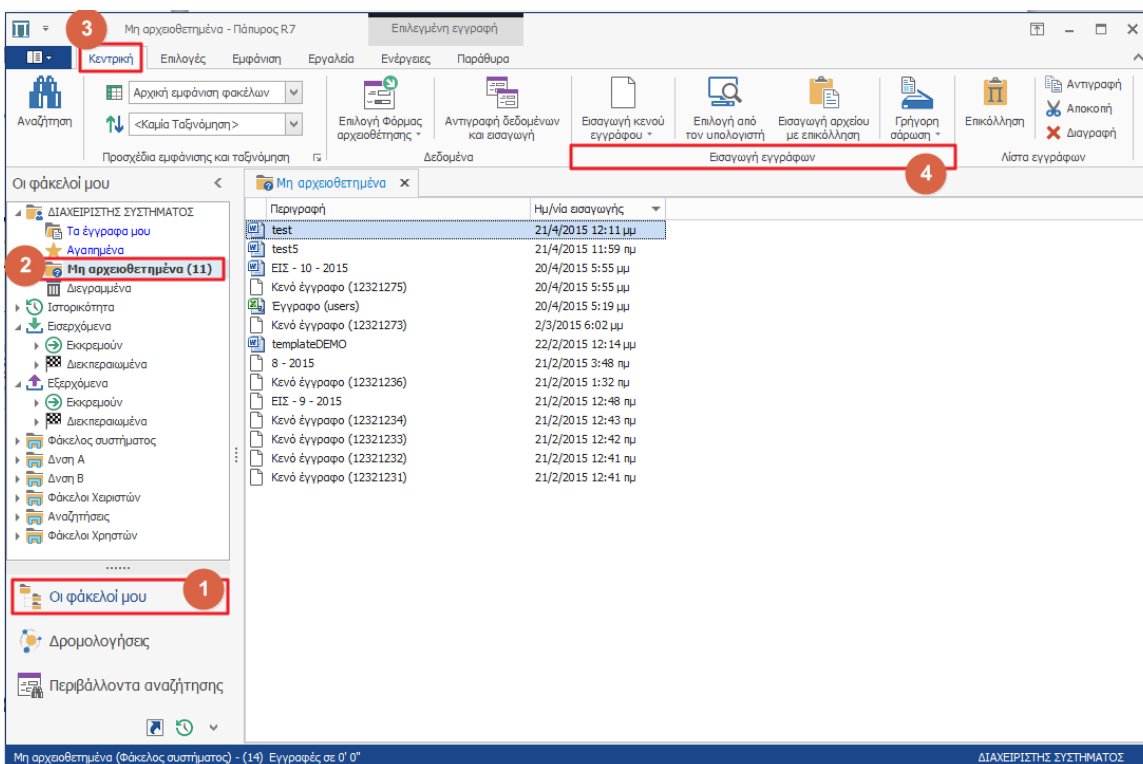 3
Μη αρχειοθετημένα - Πάπυρος R7
Επιλεγμένη εγγραφή
Κεντρική Επιλογές Εμφάνιση Εργαλεία Ενέργειες Παράθυρα
Αναζήτηση
Αρχική εμφάνιση φακέλων
<Καμία Ταξινόμηση>
Προσχέδια εμφάνισης και ταξινόμηση
Επιλογή Φόρμας
αρχειοθέτησης
Αντιγραφή δεδομένων
και εισαγωγή
Δεδομένα
Εισαγωγή κενού
εγγράφου
Επιλογή από
τον υπολογιστή
Εισαγωγή αρχείου
με επικόλληση
Γρήγορη
σάρωση
Εισαγωγή εγγράφων
4
Επικόλληση
Αντιγραφή
Αποκοπή
Διαγραφή
Λίστα εγγράφων
Οι φάκελοί μου
ΔΙΑΧΕΙΡΙΣΤΗΣ ΣΥΣΤΗΜΑΤΟΣ
Τα έγγραφα μου
Αγαπημένα
2
Μη αρχειοθετημένα (11)
Διεγραμμένα
Ιστορικότητα
Εισερχόμενα
Εκκρεμούν
Διεκπεραιωμένα
Εξερχόμενα
Εκκρεμούν
Διεκπεραιωμένα
Φάκελος συστήματος
Δνση Α
Δνση Β
Φάκελοι Χειριστών
Αναζητήσεις
Φάκελοι Χρηστών
Οι φάκελοί μου
1
Δρομολογήσεις
Περιβάλλοντα αναζήτησης
Μη αρχειοθετημένα
Περιγραφή Ημ/νία εισαγωγής
test 21/4/2015 12:11 μμ
test5 21/4/2015 11:59 πμ
ΕΙΣ - 10 - 2015 20/4/2015 5:55 μμ
Κενό έγγραφο (12321275) 20/4/2015 5:55 μμ
Έγγραφο (users) 20/4/2015 5:19 μμ
Κενό έγγραφο (12321273) 2/3/2015 6:02 μμ
templateDEMO 22/2/2015 12:14 μμ
8 - 2015 21/2/2015 3:48 πμ
Κενό έγγραφο (12321236) 21/2/2015 1:32 πμ
ΕΙΣ - 9 - 2015 21/2/2015 12:48 πμ
Κενό έγγραφο (12321234) 21/2/2015 12:43 πμ
Κενό έγγραφο (12321233) 21/2/2015 12:42 πμ
Κενό έγγραφο (12321232) 21/2/2015 12:41 πμ
Κενό έγγραφο (12321231) 21/2/2015 12:41 πμ
Μη αρχειοθετημένα (Φάκελος συστήματος) - (14) Εγγραφές σε 0' 0"
ΔΙΑΧΕΙΡΙΣΤΗΣ ΣΥΣΤΗΜΑΤΟΣ